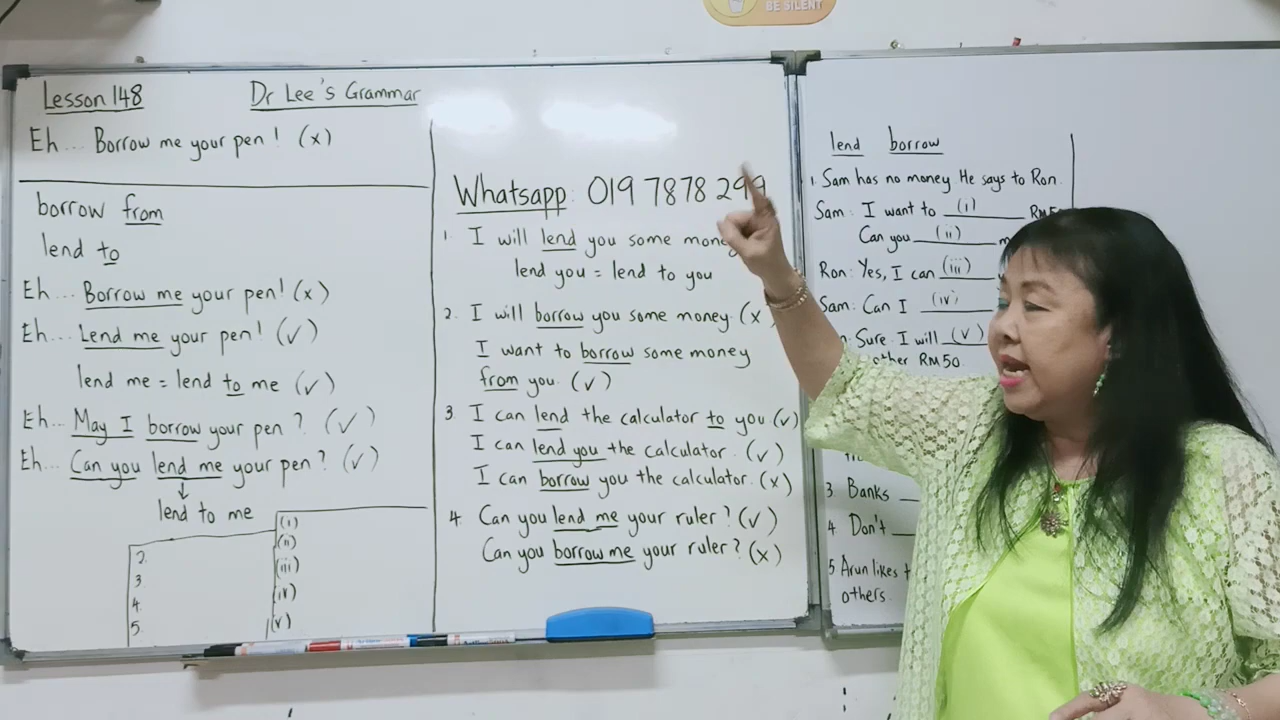 BE SILENT
Lesson 148
Dr Lee's Grammar
Eh... Borrow me your pen! (x)
borrow from
lend to
Eh... Borrow me your pen! (x)
Eh... Lend me your pen! (✓)
lend me = lend to me (✓)
Eh... May I borrow your pen? (✓)
Eh... Can you lend me your pen? (✓)
↓
lend to me
2.
3
4.
5.
(i)
(ii)
(iii)
(iv)
(v)
Whatsapp: 019 7878 299
1. I will lend you some
lend you = lend to you
2. I will borrow you some money. (x
I want to borrow some money
from you. (✓)
3. I can lend the calculator to you (✓)
I can lend you the calculator. (✓)
I can borrow you the calculator. (x)
4 Can you lend me your ruler? (✓)
Can you borrow me your ruler? (x)
lend borrow
1. Sam has no money. He says to Ron.
Sam: I want to (i)
Can you (ii)
Ron: Yes, I can (iii)
Sam: Can I (iv)
Sure. I will (v)
other RM50.
3 Banks
4 Don't
5 Arun likes
others.